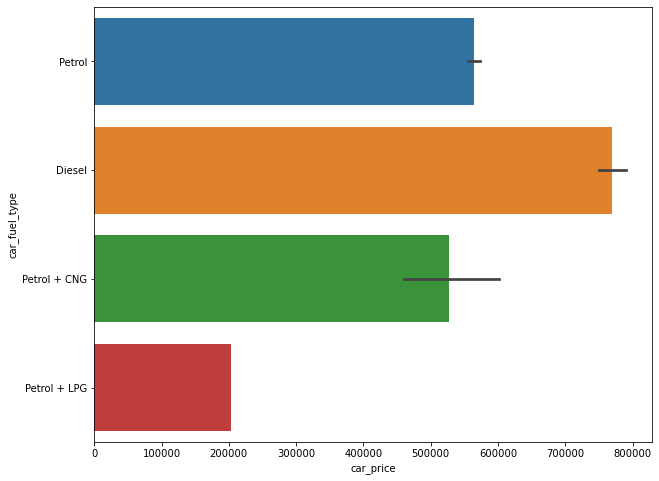 Petrol
Diesel
Petrol + CNG
Petrol + LPG
car_fuel_type
0 100000 200000 300000 400000 500000 600000 700000 800000
car_price